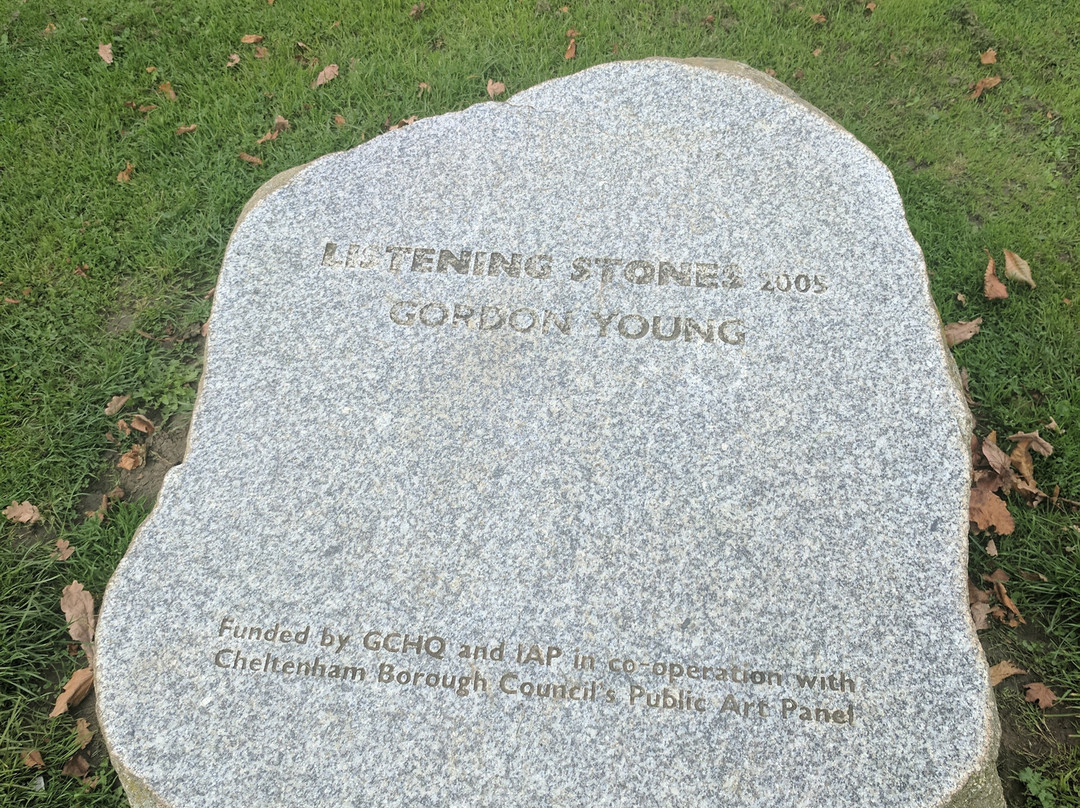 LISTENING STONES 2005
GORDON YOUNG
Funded by GCHQ and IAP in co-operation with
Cheltenham Borough Council's Public Art Panel